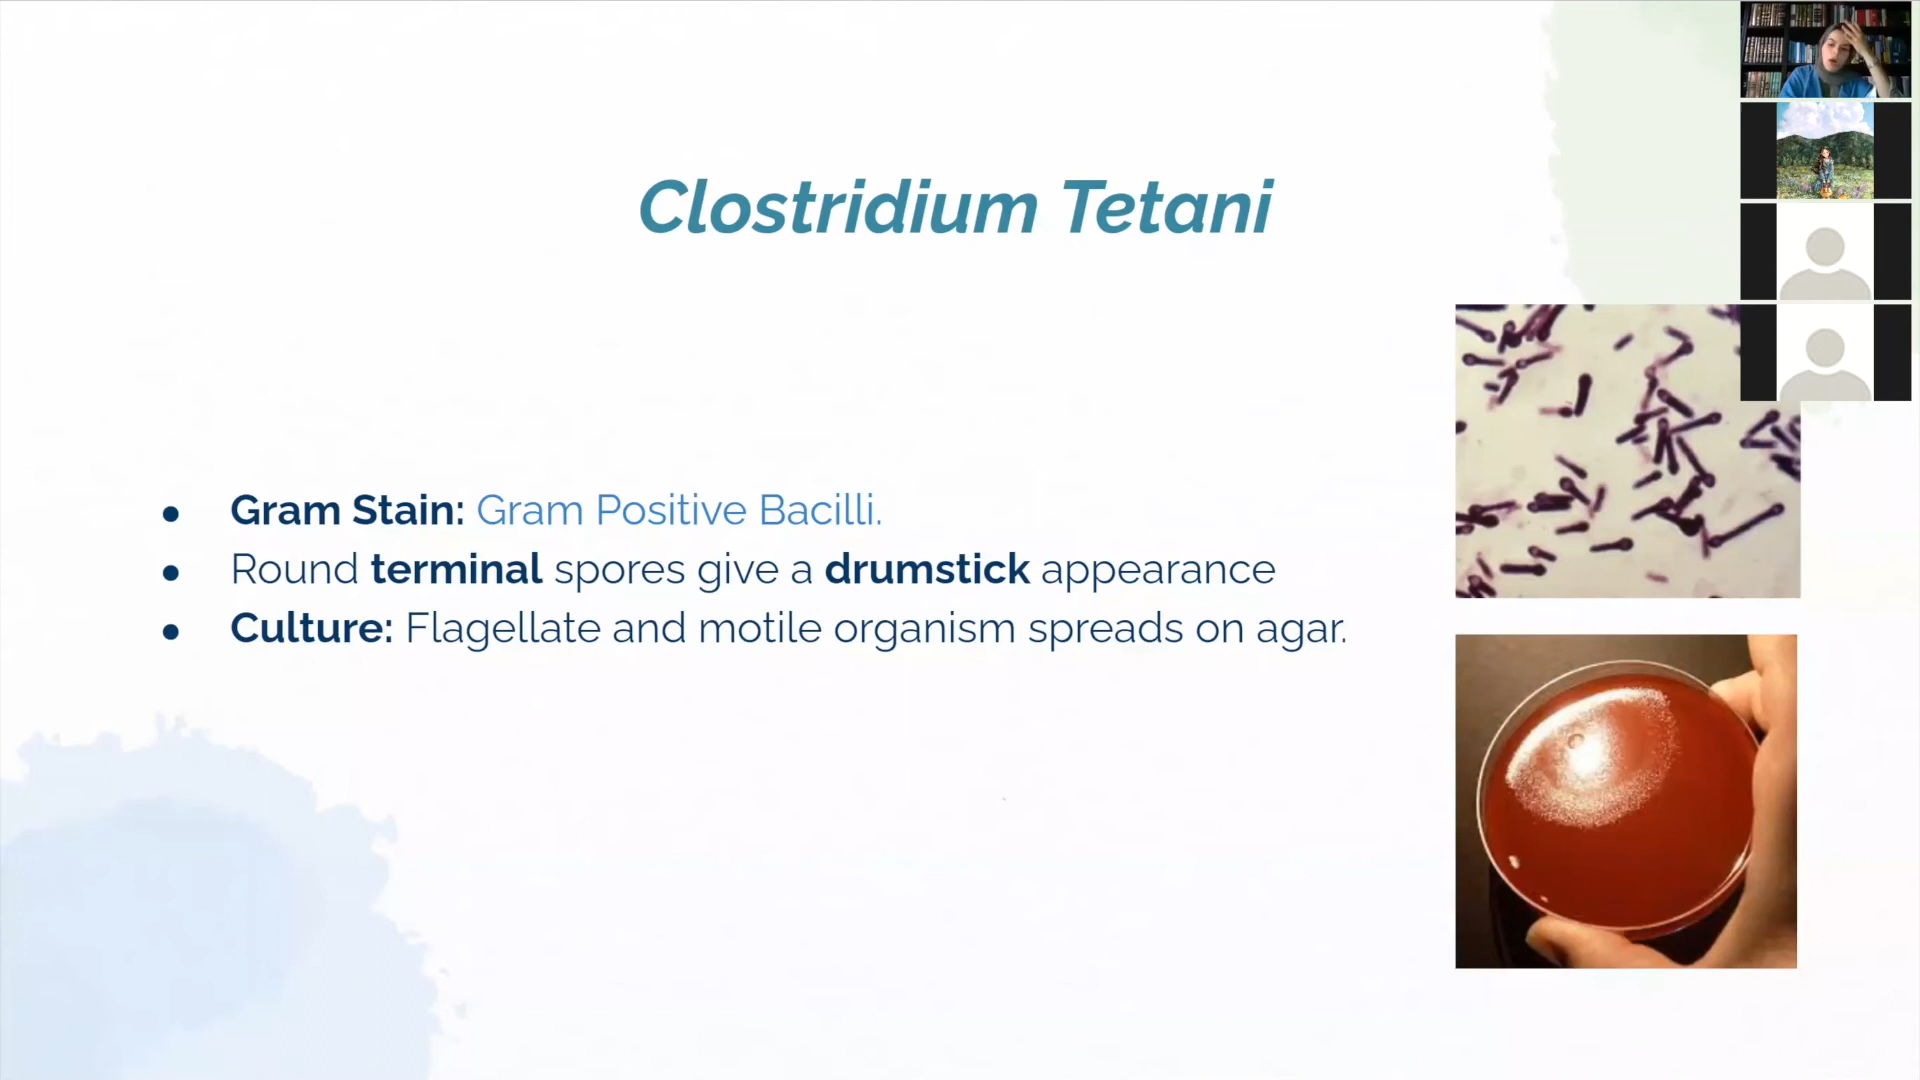 Clostridium Tetani
● Gram Stain: Gram Positive Bacilli.
● Round terminal spores give a drumstick appearance
● Culture: Flagellate and motile organism spreads on agar.